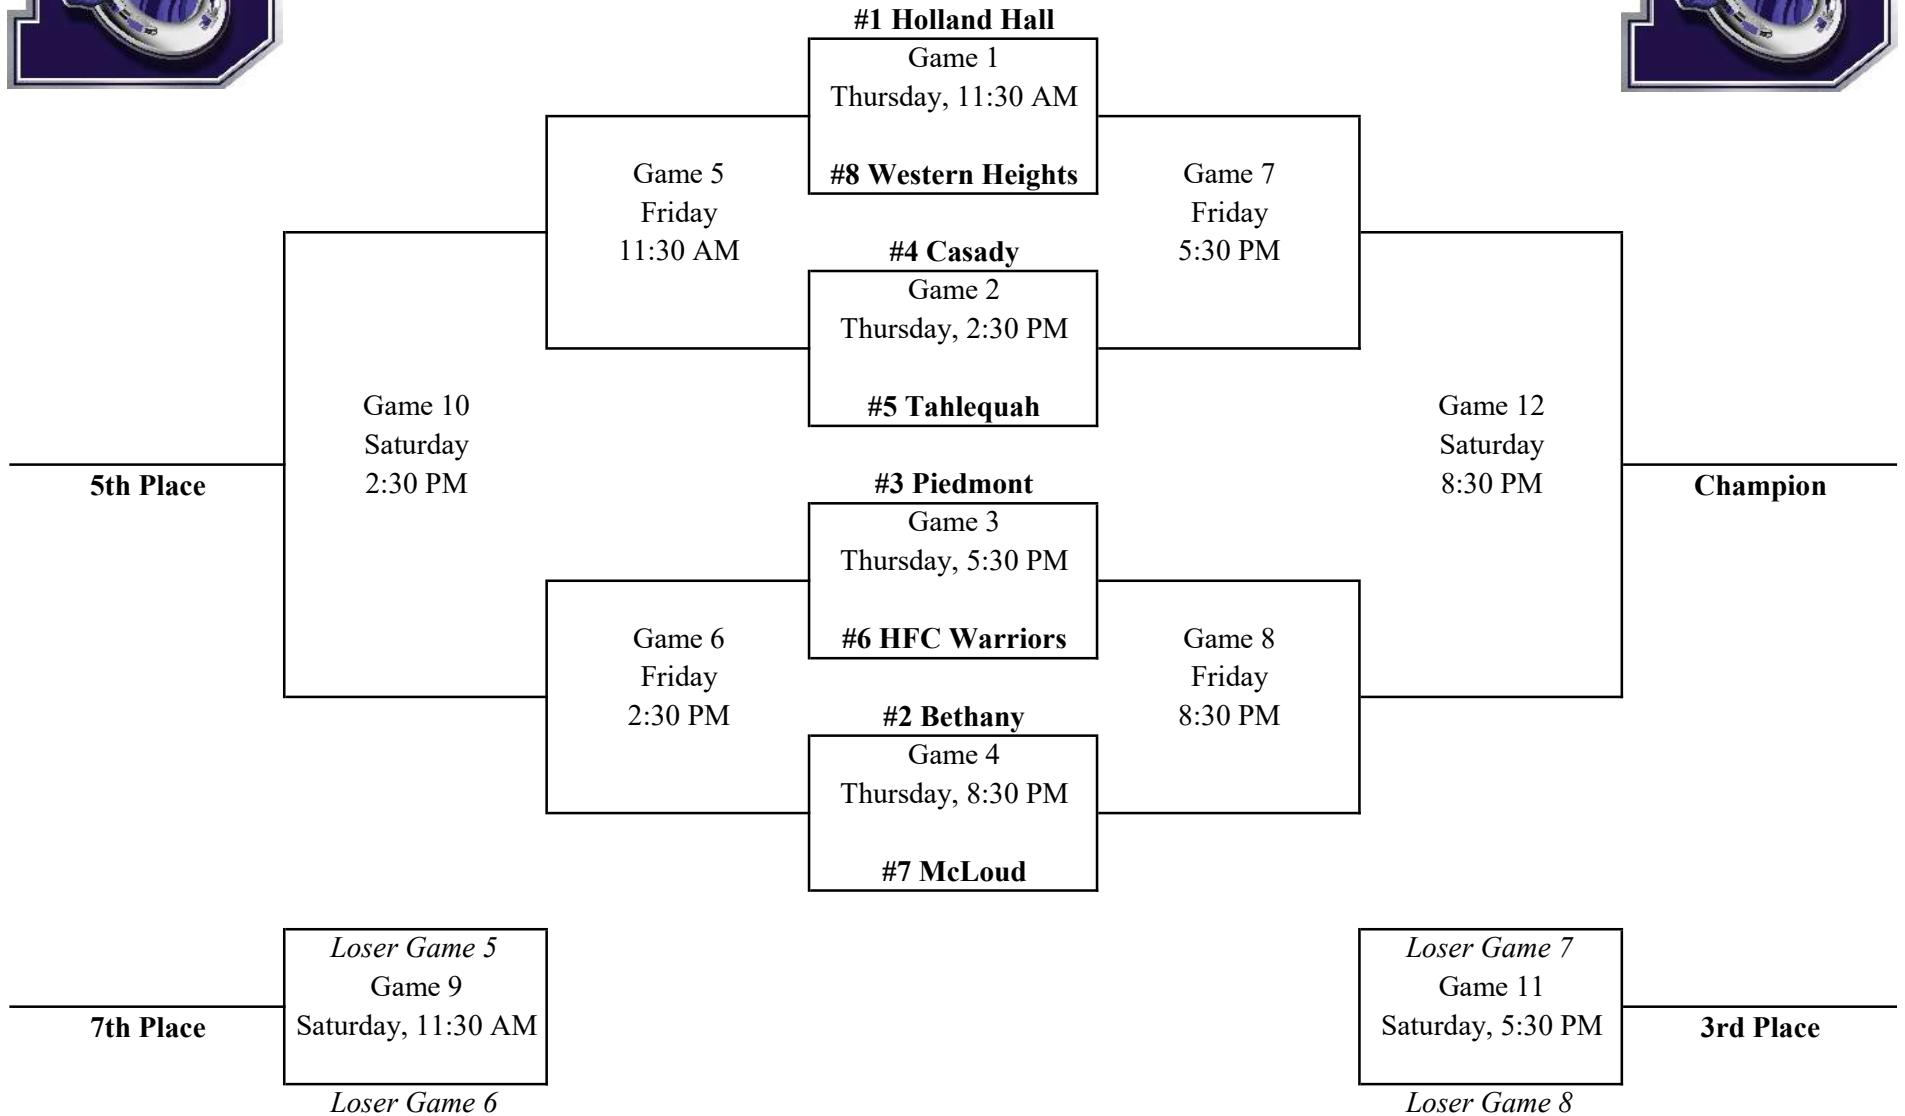 #1 Holland Hall
Game 1
Thursday, 11:30 AM
#8 Western Heights
Game 5
Friday
11:30 AM
Game 7
Friday
5:30 PM
#4 Casady
Game 2
Thursday, 2:30 PM
#5 Tahlequah
Game 10
Saturday
2:30 PM
5th Place
Game 12
Saturday
8:30 PM
Champion
#3 Piedmont
Game 3
Thursday, 5:30 PM
#6 HFC Warriors
Game 6
Friday
2:30 PM
Game 8
Friday
8:30 PM
#2 Bethany
Game 4
Thursday, 8:30 PM
#7 McLoud
Loser Game 5
Game 9
Saturday, 11:30 AM
Loser Game 6
7th Place
Loser Game 7
Game 11
Saturday, 5:30 PM
Loser Game 8
3rd Place